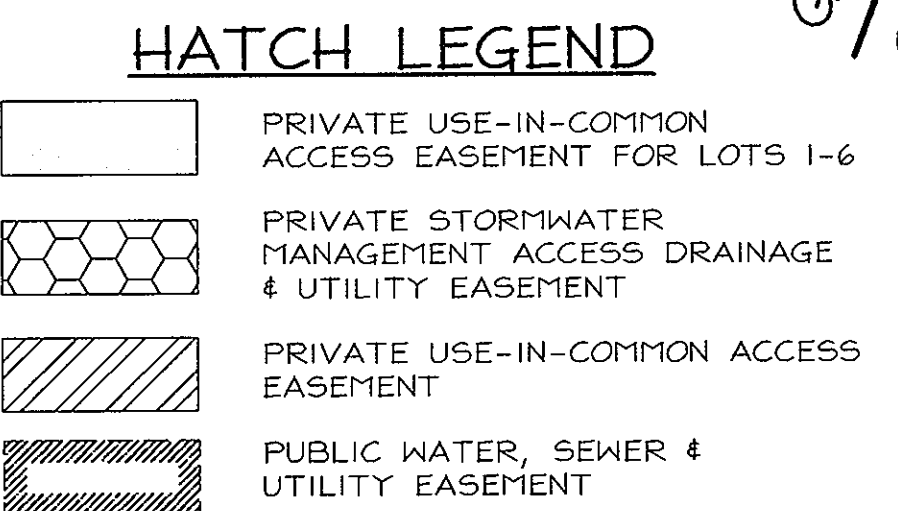 HATCH LEGEND
PRIVATE USE-IN-COMMON
ACCESS EASEMENT FOR LOTS 1-6
PRIVATE STORMWATER
MANAGEMENT ACCESS DRAINAGE
& UTILITY EASEMENT
PRIVATE USE-IN-COMMON ACCESS
EASEMENT
PUBLIC WATER, SEWER &
UTILITY EASEMENT